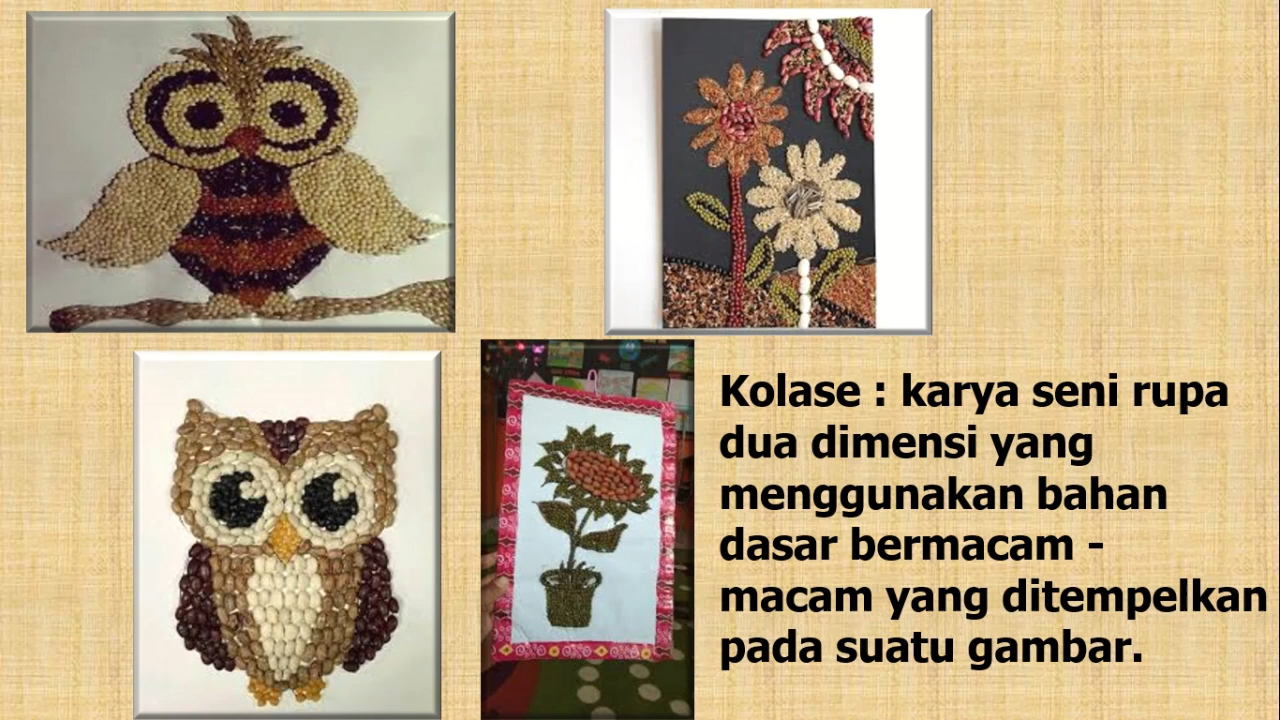 Kolase : karya seni rupa
dua dimensi yang
menggunakan bahan
dasar bermacam -
macam yang ditempelkan
pada suatu gambar.